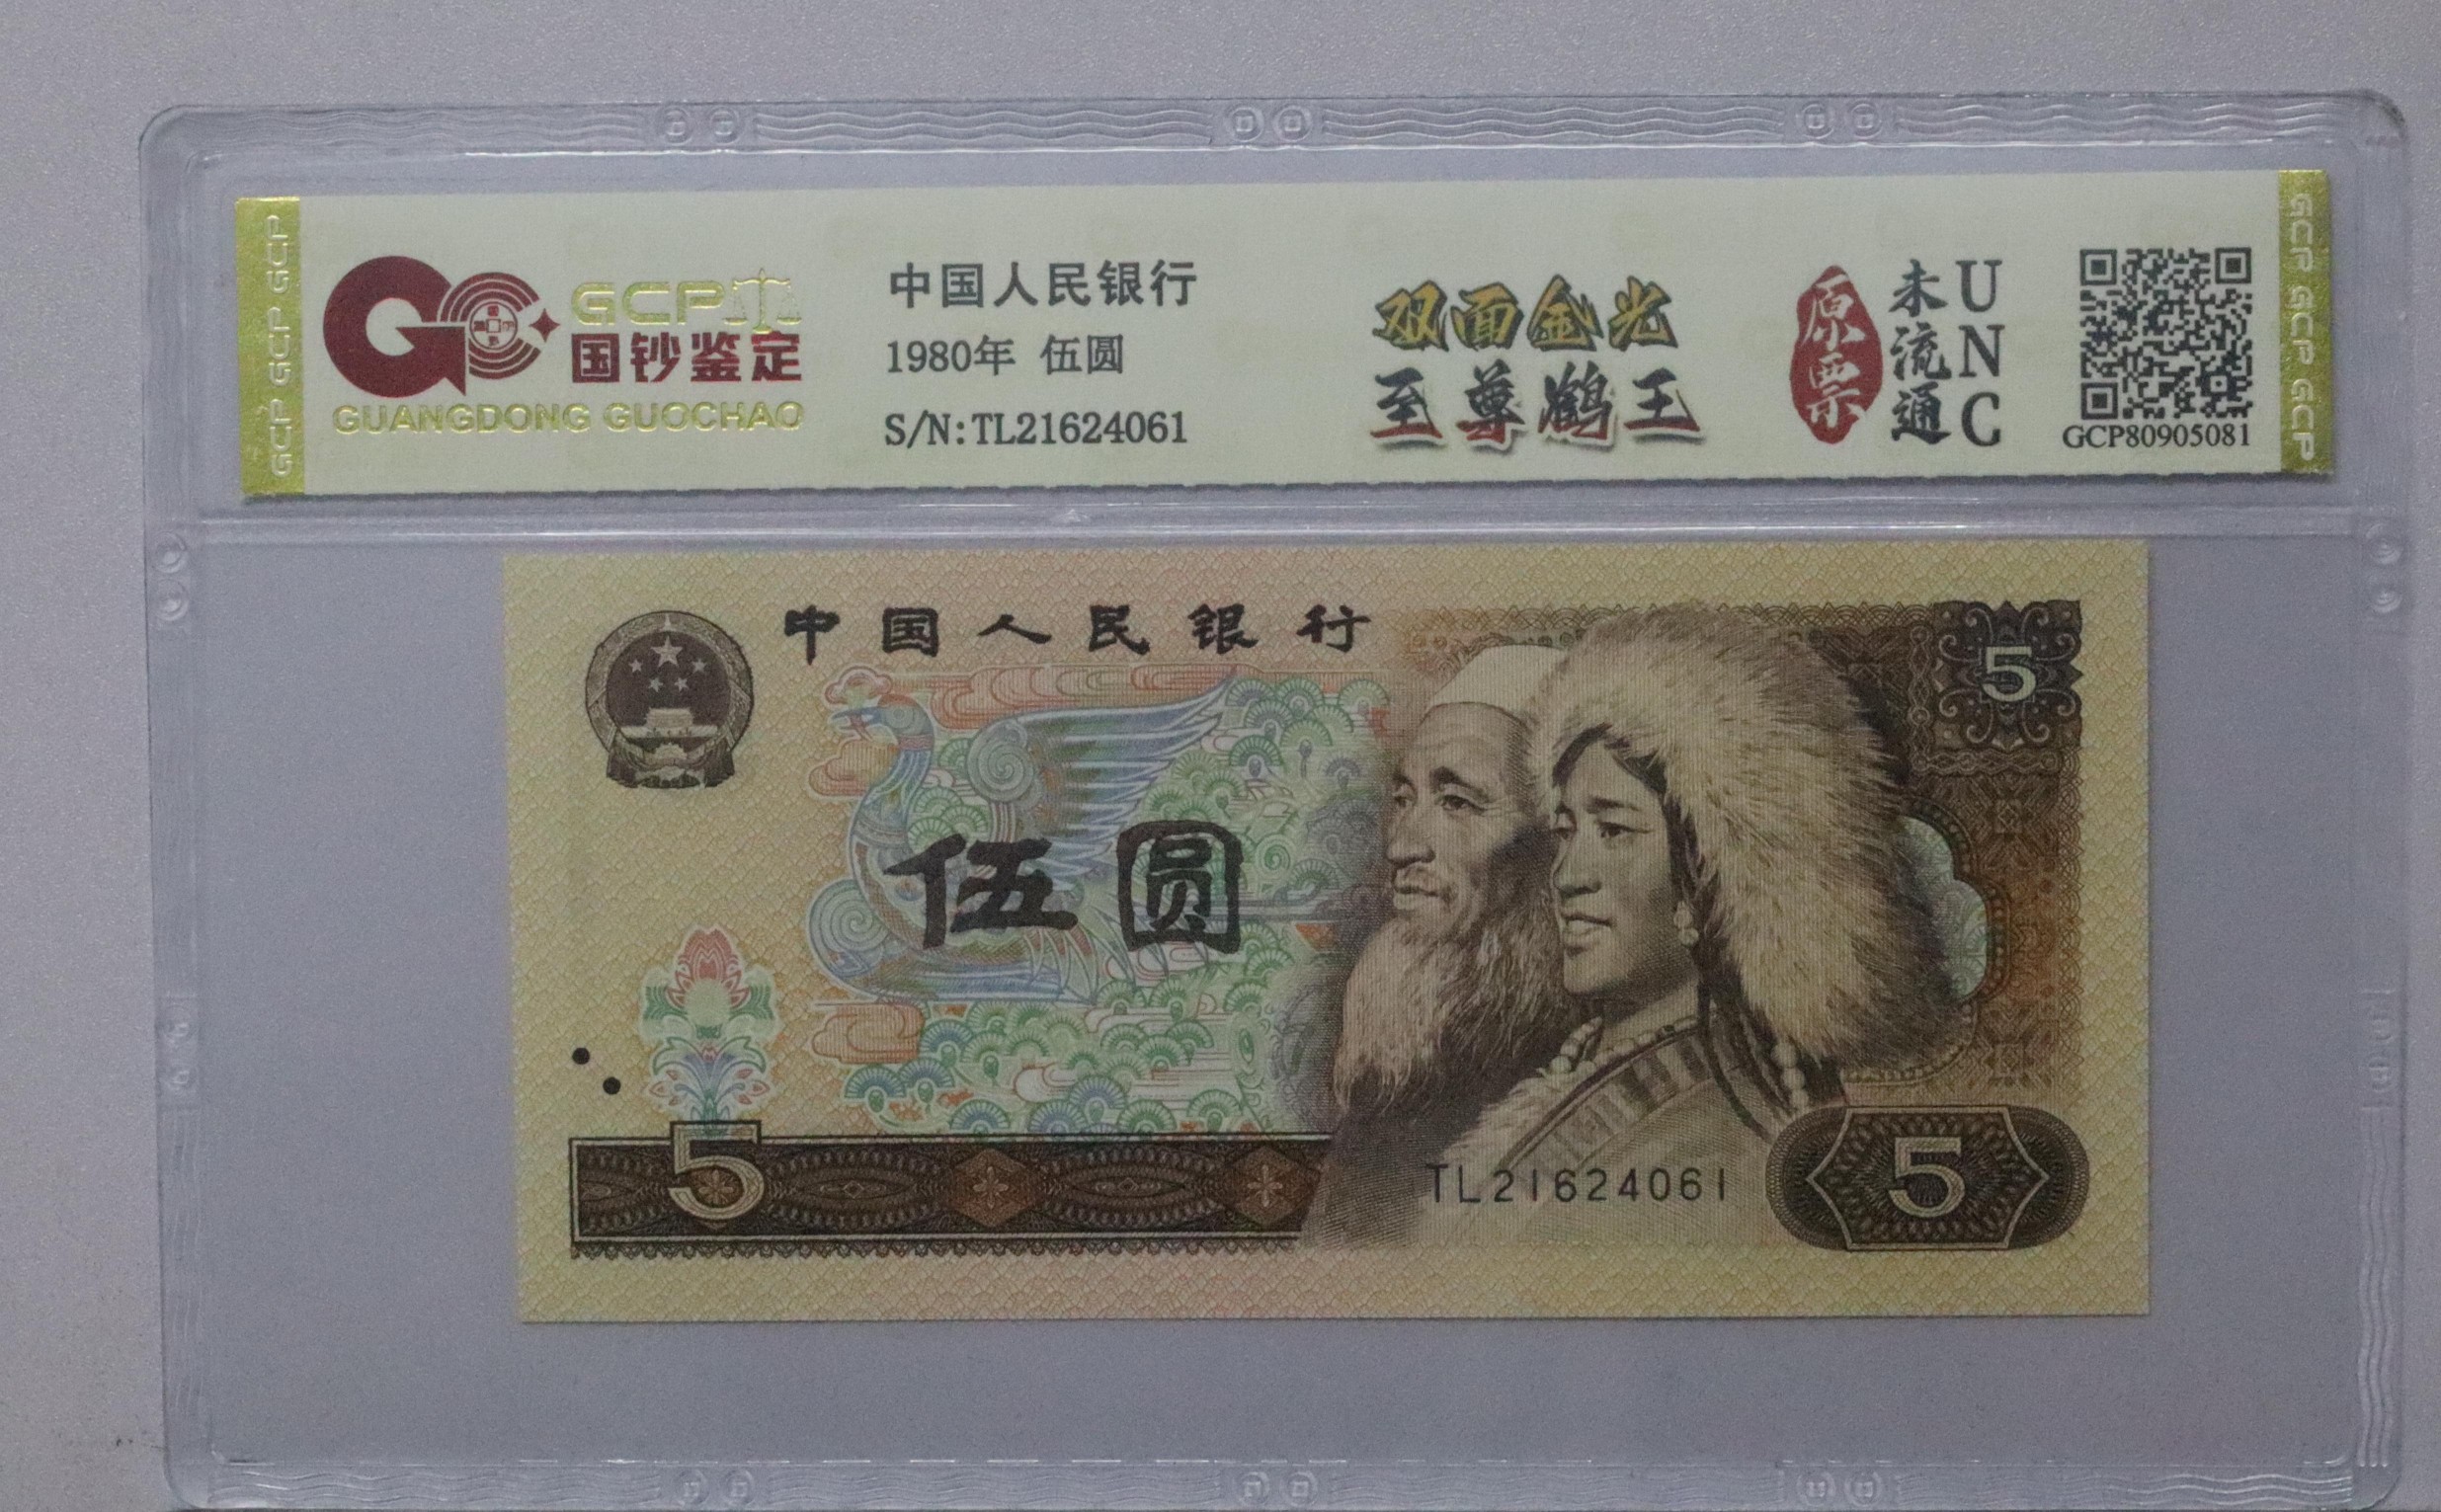 GCP GCP GCP
GCP
国钞鉴定
GUANGDONG GUOCHAO
中国人民银行
1980年 伍圆
S/N:TL21624061
双面金光
至尊鹤王
原票
未流通
UNC
GCP80905081
GCP GCP GCP
中国人民银行
5
伍圆
5
TL21624061
5